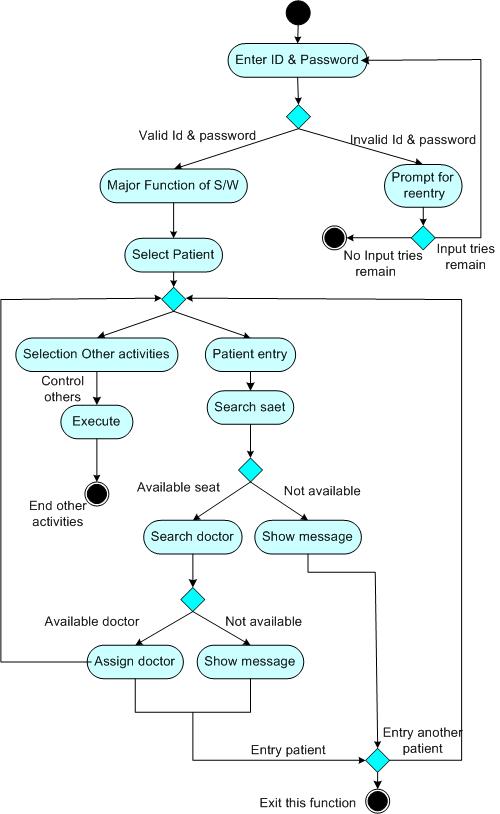 Enter ID & Password
Valid Id & password
Invalid Id & password
Major Function of S/W
Prompt for
reentry
Select Patient
No Input tries
remain
Input tries
remain
Selection Other activities
Patient entry
Control
others
Search saet
Execute
Available seat
Not available
End other
activities
Search doctor
Show message
Available doctor
Not available
Assign doctor
Show message
Entry another
patient
Entry patient
Exit this function